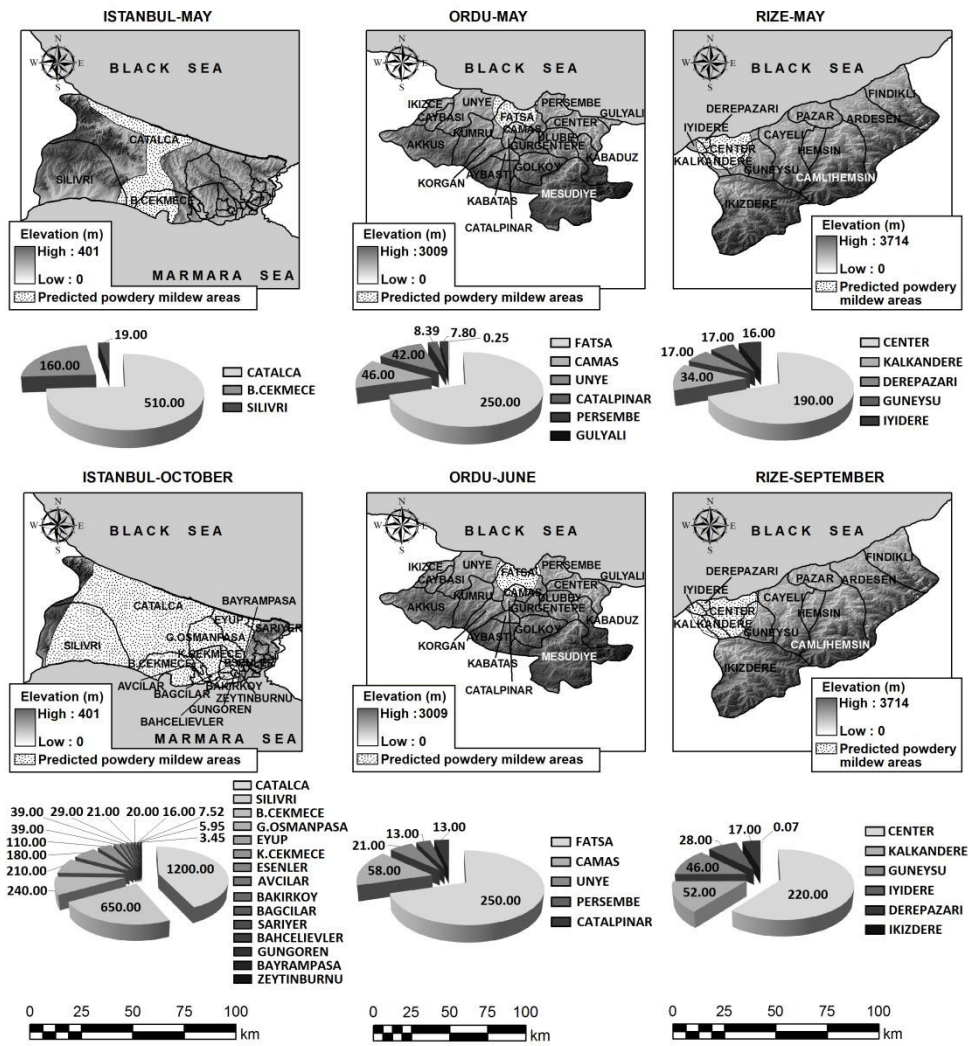 ISTANBUL-MAY
N
W
E
S
BLACK SEA
CATALCA
SILIVRI
B.CEKMECE
Elevation (m)
High : 401
Low : 0
MARMARA SEA
Predicted powdery mildew areas
ORDU-MAY
N
W
E
S
BLACK SEA
IKIZCE
UNYE
PERSEMBE
GULYALI
CAYBASI
FATSA
CENTER
KUMRU
CAMAS
ULUBEY
AKKUS
GURGENTERE
KABADUZ
GOLKOY
KORGAN
AYBASTI
MESUDIYE
KABATAS
CATALPINAR
Elevation (m)
High : 3009
Low : 0
Predicted powdery mildew areas
RIZE-MAY
N
W
E
S
BLACK SEA
FINDIKLI
DEREPAZARI
PAZAR
ARDESEN
IYIDERE
CENTER
CAYELI
KALKANDERE
HEMSIN
GUNEYSU
CAMLIHEMSIN
IKIZDERE
Elevation (m)
High : 3714
Low : 0
Predicted powdery
mildew areas
19.00
160.00
510.00
CATALCA
B.CEKMECE
SILIVRI
8.39
7.80
0.25
42.00
46.00
250.00
FATSA
CAMAS
UNYE
CATALPINAR
PERSEMBE
GULYALI
17.00
16.00
17.00
34.00
190.00
CENTER
KALKANDERE
DEREPAZARI
GUNEYSU
IYIDERE
ISTANBUL-OCTOBER
N
W
E
S
BLACK SEA
CATALCA
BAYRAMPASA
EYUP
SARIYER
SILIVRI
G.OSMANPASA
K.CEKMECE
B.CEKMECE
AVCILAR
BAKIRKOY
BAGCILAR
ZEYTINBURNU
GUNGOREN
BAHCELIEVLER
Elevation (m)
High : 401
Low : 0
MARMARA SEA
Predicted powdery mildew areas
ORDU-JUNE
N
W
E
S
BLACK SEA
IKIZCE
UNYE
PERSEMBE
GULYALI
CAYBASI
FATSA
CENTER
KUMRU
CAMAS
ULUBEY
AKKUS
GURGENTERE
KABADUZ
GOLKOY
KORGAN
AYBASTI
MESUDIYE
KABATAS
CATALPINAR
Elevation (m)
High : 3009
Low : 0
Predicted powdery mildew areas
RIZE-SEPTEMBER
N
W
E
S
BLACK SEA
FINDIKLI
DEREPAZARI
PAZAR
ARDESEN
IYIDERE
CENTER
CAYELI
KALKANDERE
HEMSIN
GUNEYSU
CAMLIHEMSIN
IKIZDERE
Elevation (m)
High : 3714
Low : 0
Predicted powdery
mildew areas
39.00
29.00
21.00
20.00
16.00
7.52
39.00
5.95
110.00
3.45
180.00
210.00
240.00
1200.00
650.00
CATALCA
SILIVRI
B.CEKMECE
G.OSMANPASA
EYUP
K.CEKMECE
ESENLER
AVCILAR
BAKIRKOY
BAGCILAR
SARIYER
BAHCELIEVLER
GUNGOREN
BAYRAMPASA
ZEYTINBURNU
13.00
13.00
21.00
58.00
250.00
FATSA
CAMAS
UNYE
PERSEMBE
CATALPINAR
17.00
0.07
28.00
46.00
52.00
220.00
CENTER
KALKANDERE
GUNEYSU
IYIDERE
DEREPAZARI
IKIZDERE
0 25 50 75 100
km
0 25 50 75 100
km
0 25 50 75 100
km